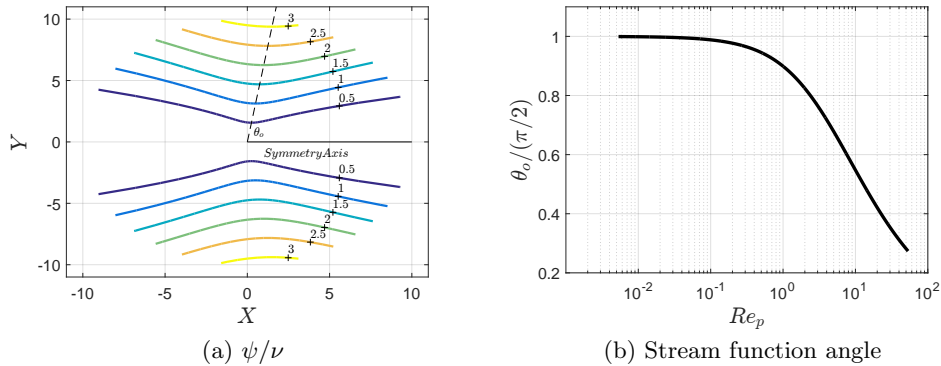 10
5
0
-5
-10
Y
3
2.5
2
1.5
1
0.5
θo
SymmetryAxis
0.5
1
1.5
2
2.5
3
-10 -5 0 5 10
X
(a) ψ/ν
1
0.8
0.6
0.4
0.2
θo/(π/2)
10^-2 10^-1 10^0 10^1 10^2
Re_p
(b) Stream function angle